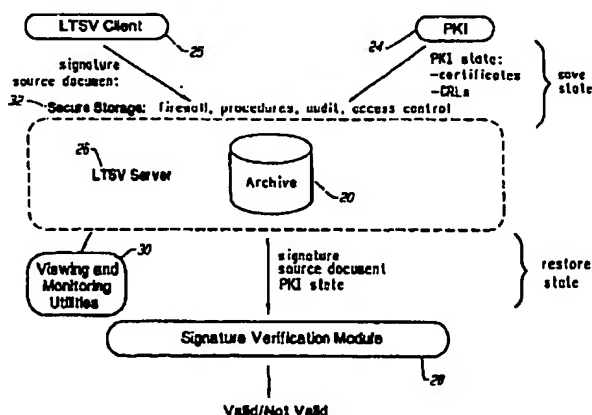 LTSV Client
25
PKI
24
signature
source document:
PKI state:
-certificates
-CRLs
save
state
32
Secure Storage: firewall, procedures, audit, access control
26
LTSV Server
Archive
20
30
Viewing and
Monitoring
Utilities
signature
source document
PKI state
restore
state
Signature Verification Module
28
Valid/Not Valid